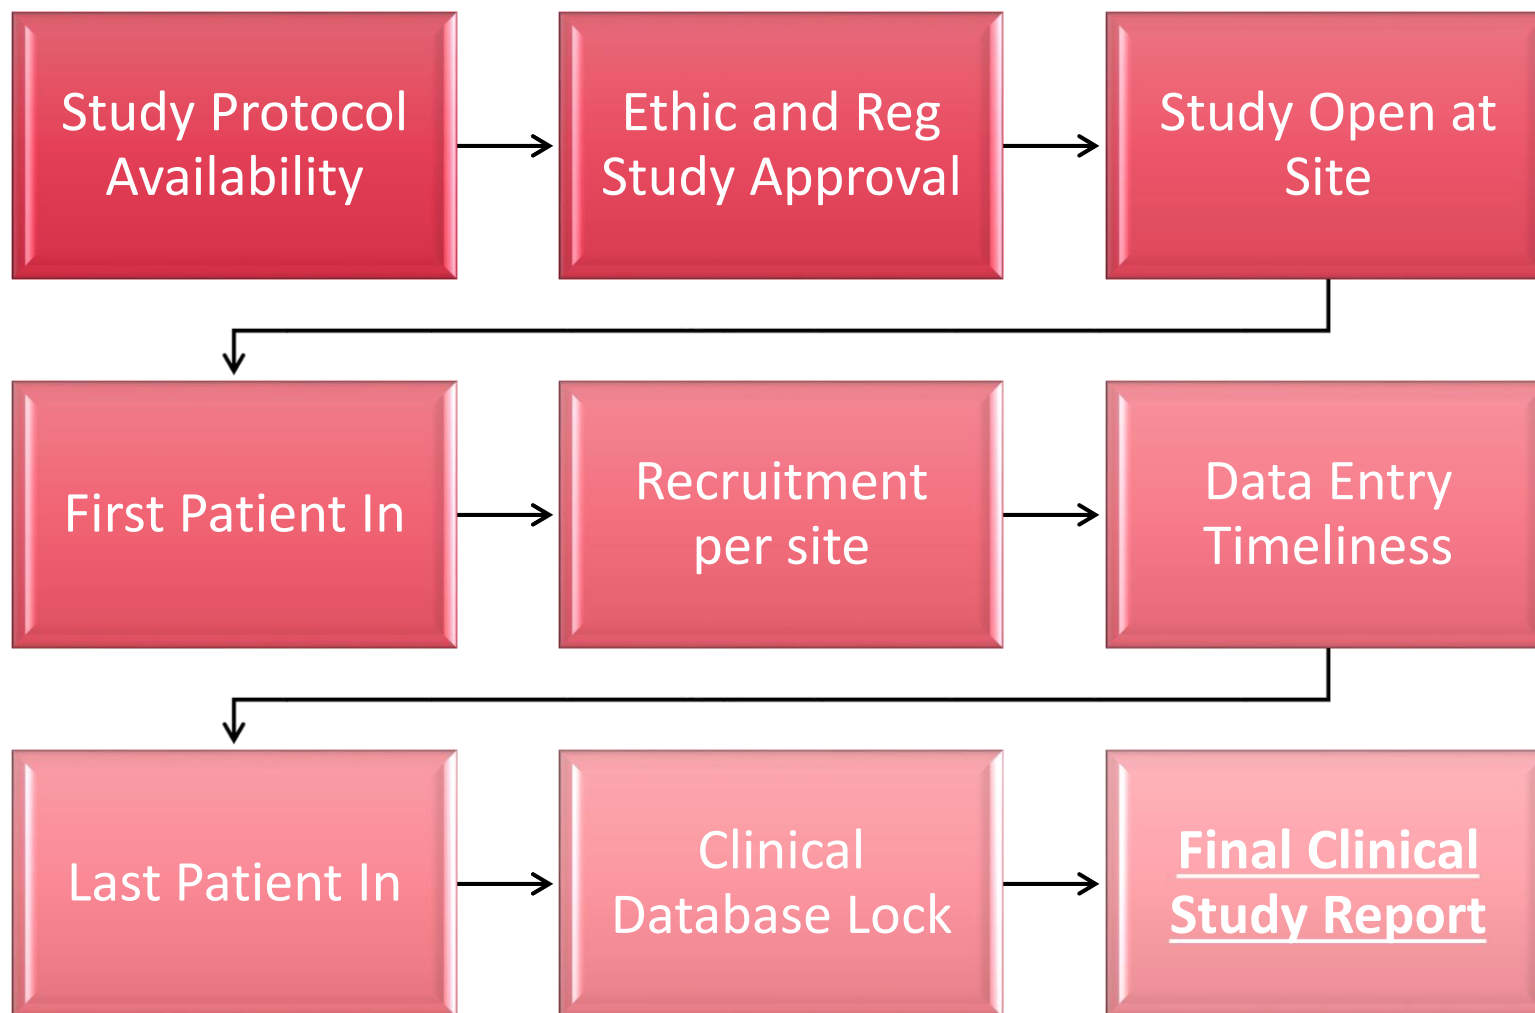 Study Protocol
Availability
Ethic and Reg
Study Approval
Study Open at
Site
First Patient In
Recruitment
per site
Data Entry
Timeliness
Last Patient In
Clinical
Database Lock
Final Clinical
Study Report